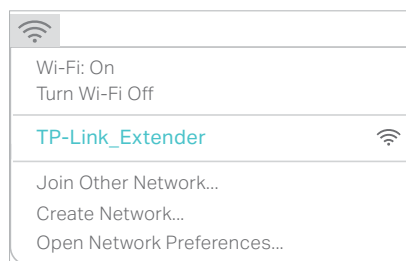 Wi-Fi: On
Turn Wi-Fi Off
TP-Link_Extender
Join Other Network...
Create Network...
Open Network Preferences...